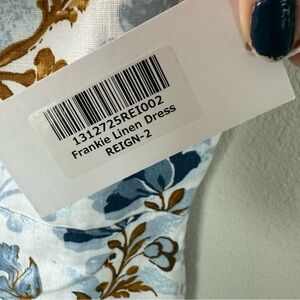 1312725REI002
Frankie Linen Dress
REIGN-2